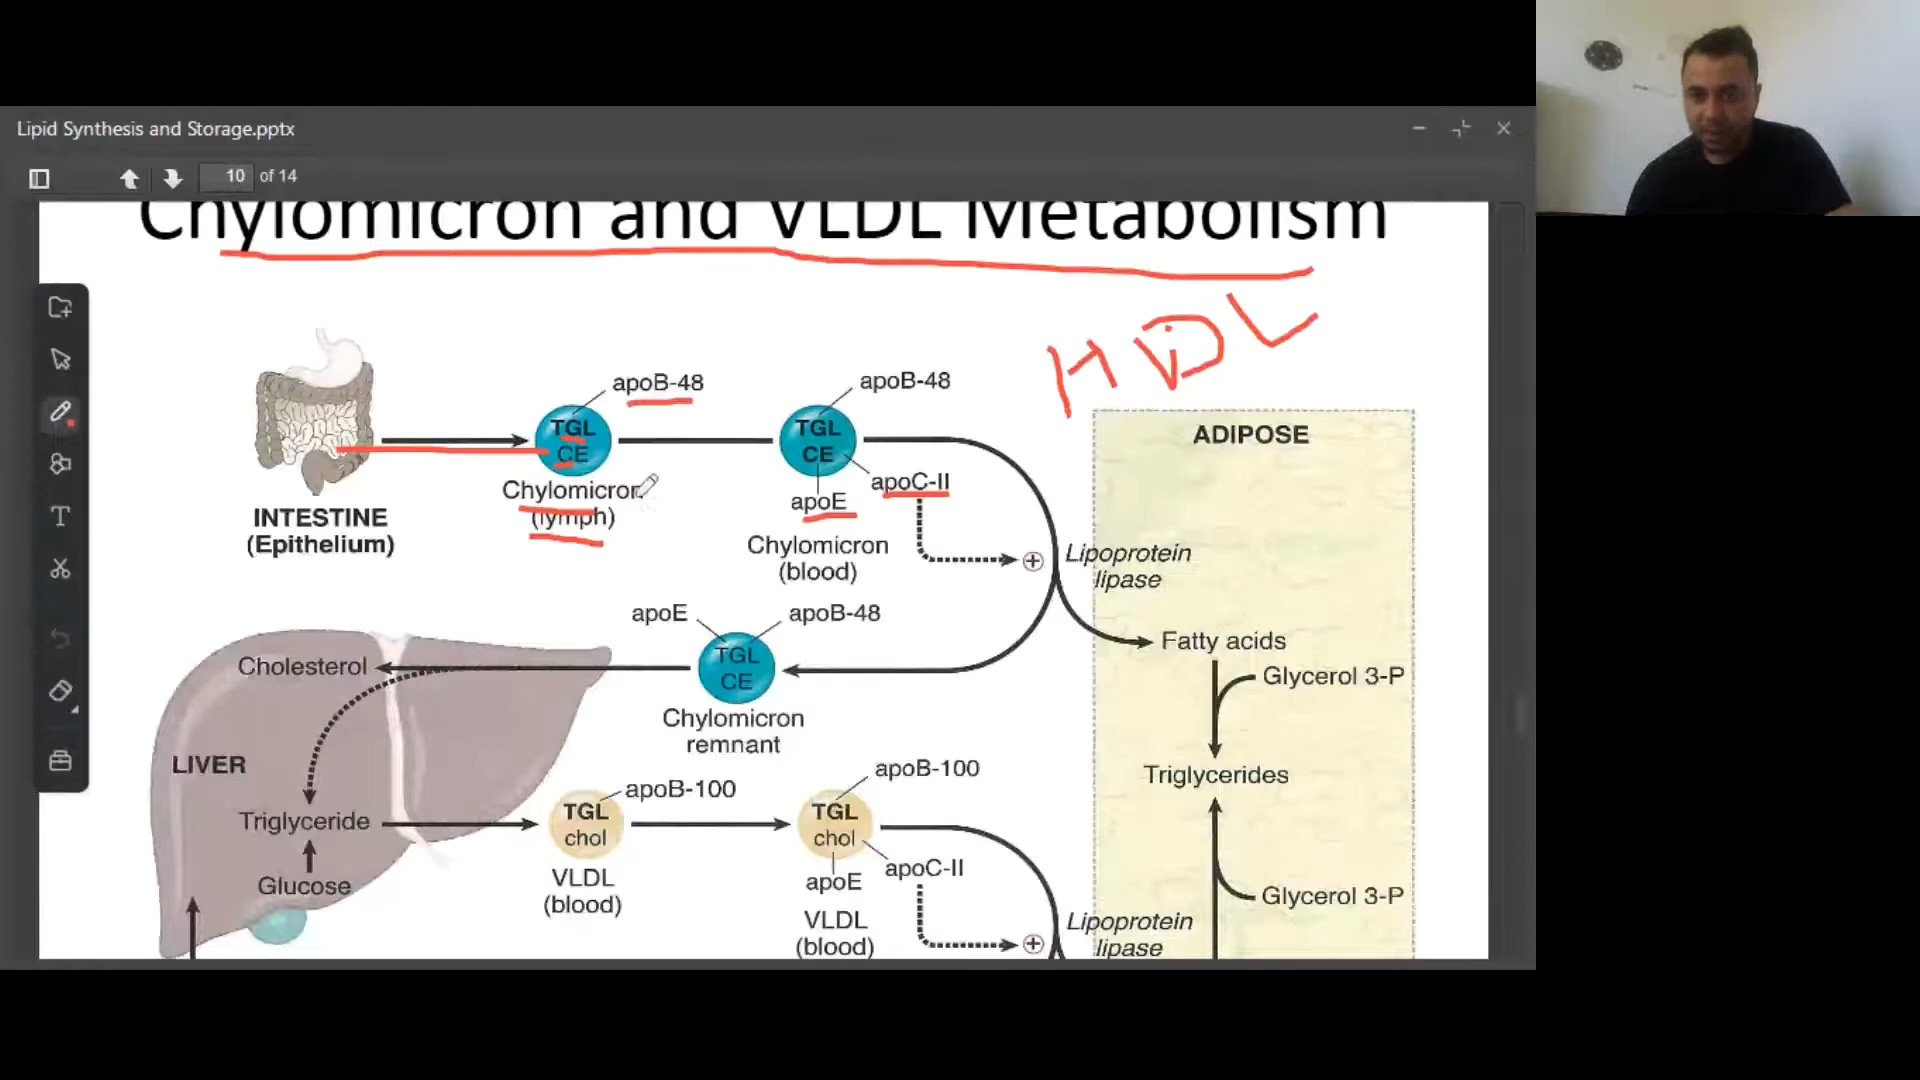 Lipid Synthesis and Storage.pptx
10 of 14
Chylomicron and VLDL Metabolism
HDL
apoB-48
apoB-48
TGL
CE
TGL
CE
ADIPOSE
apoC-II
Chylomicron
(lymph)
apoE
INTESTINE
(Epithelium)
Chylomicron
(blood)
Lipoprotein
lipase
apoE
apoB-48
Fatty acids
Cholesterol
TGL
CE
Glycerol 3-P
Chylomicron
remnant
LIVER
Triglycerides
apoB-100
apoB-100
TGL
chol
TGL
chol
Triglyceride
Glucose
VLDL
(blood)
apoE
apoC-II
Glycerol 3-P
VLDL
(blood)
Lipoprotein
lipase